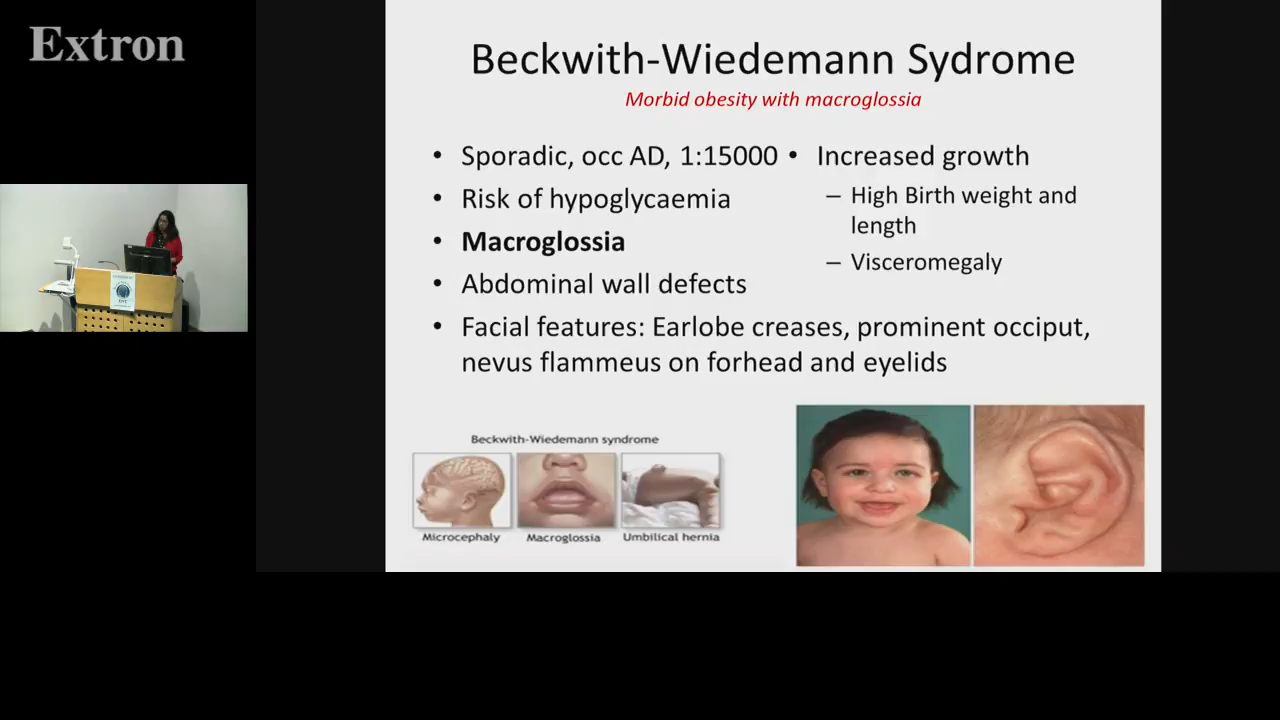 Extron
Beckwith-Wiedemann Sydrome
Morbid obesity with macroglossia
• Sporadic, occ AD, 1:15000
• Risk of hypoglycaemia
• Macroglossia
• Abdominal wall defects
• Facial features: Earlobe creases, prominent occiput,
nevus flammeus on forhead and eyelids
• Increased growth
– High Birth weight and
length
– Visceromegaly
Beckwith-Wiedemann syndrome
Microcephaly
Macroglossia
Umbilical hernia